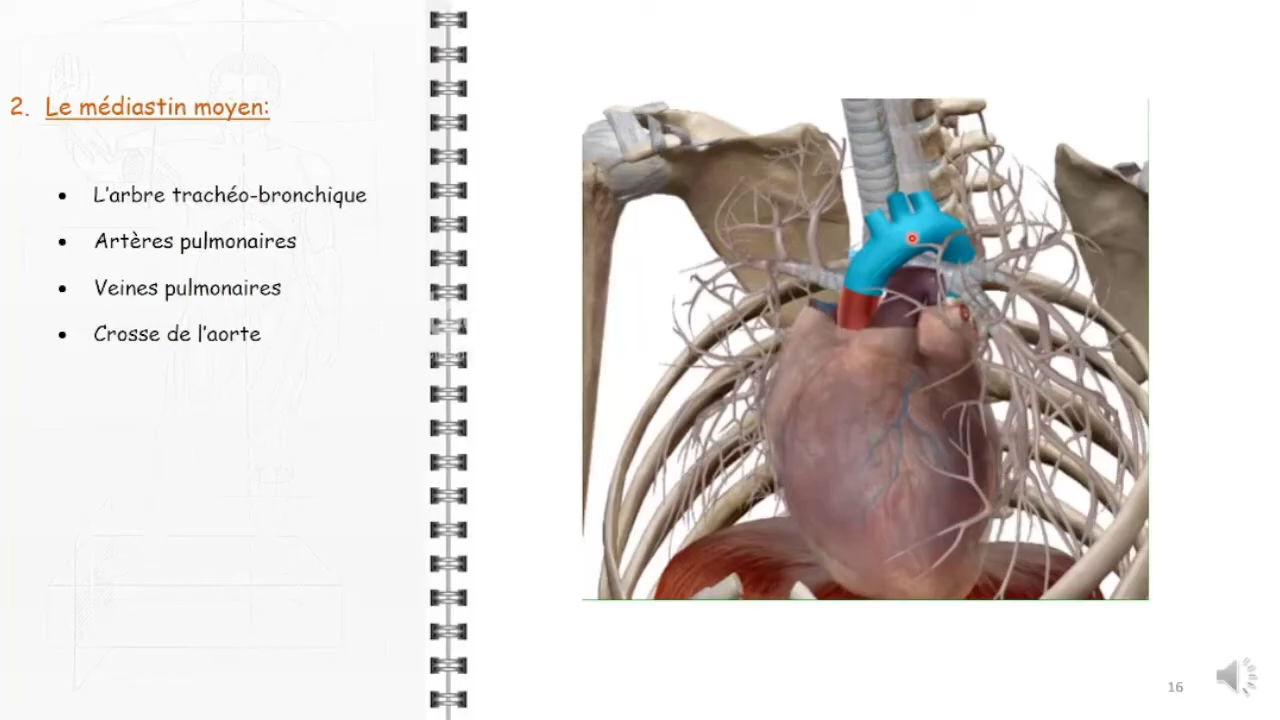 2. Le médiastin moyen:
• L'arbre trachéo-bronchique
• Artères pulmonaires
• Veines pulmonaires
• Crosse de l'aorte
16